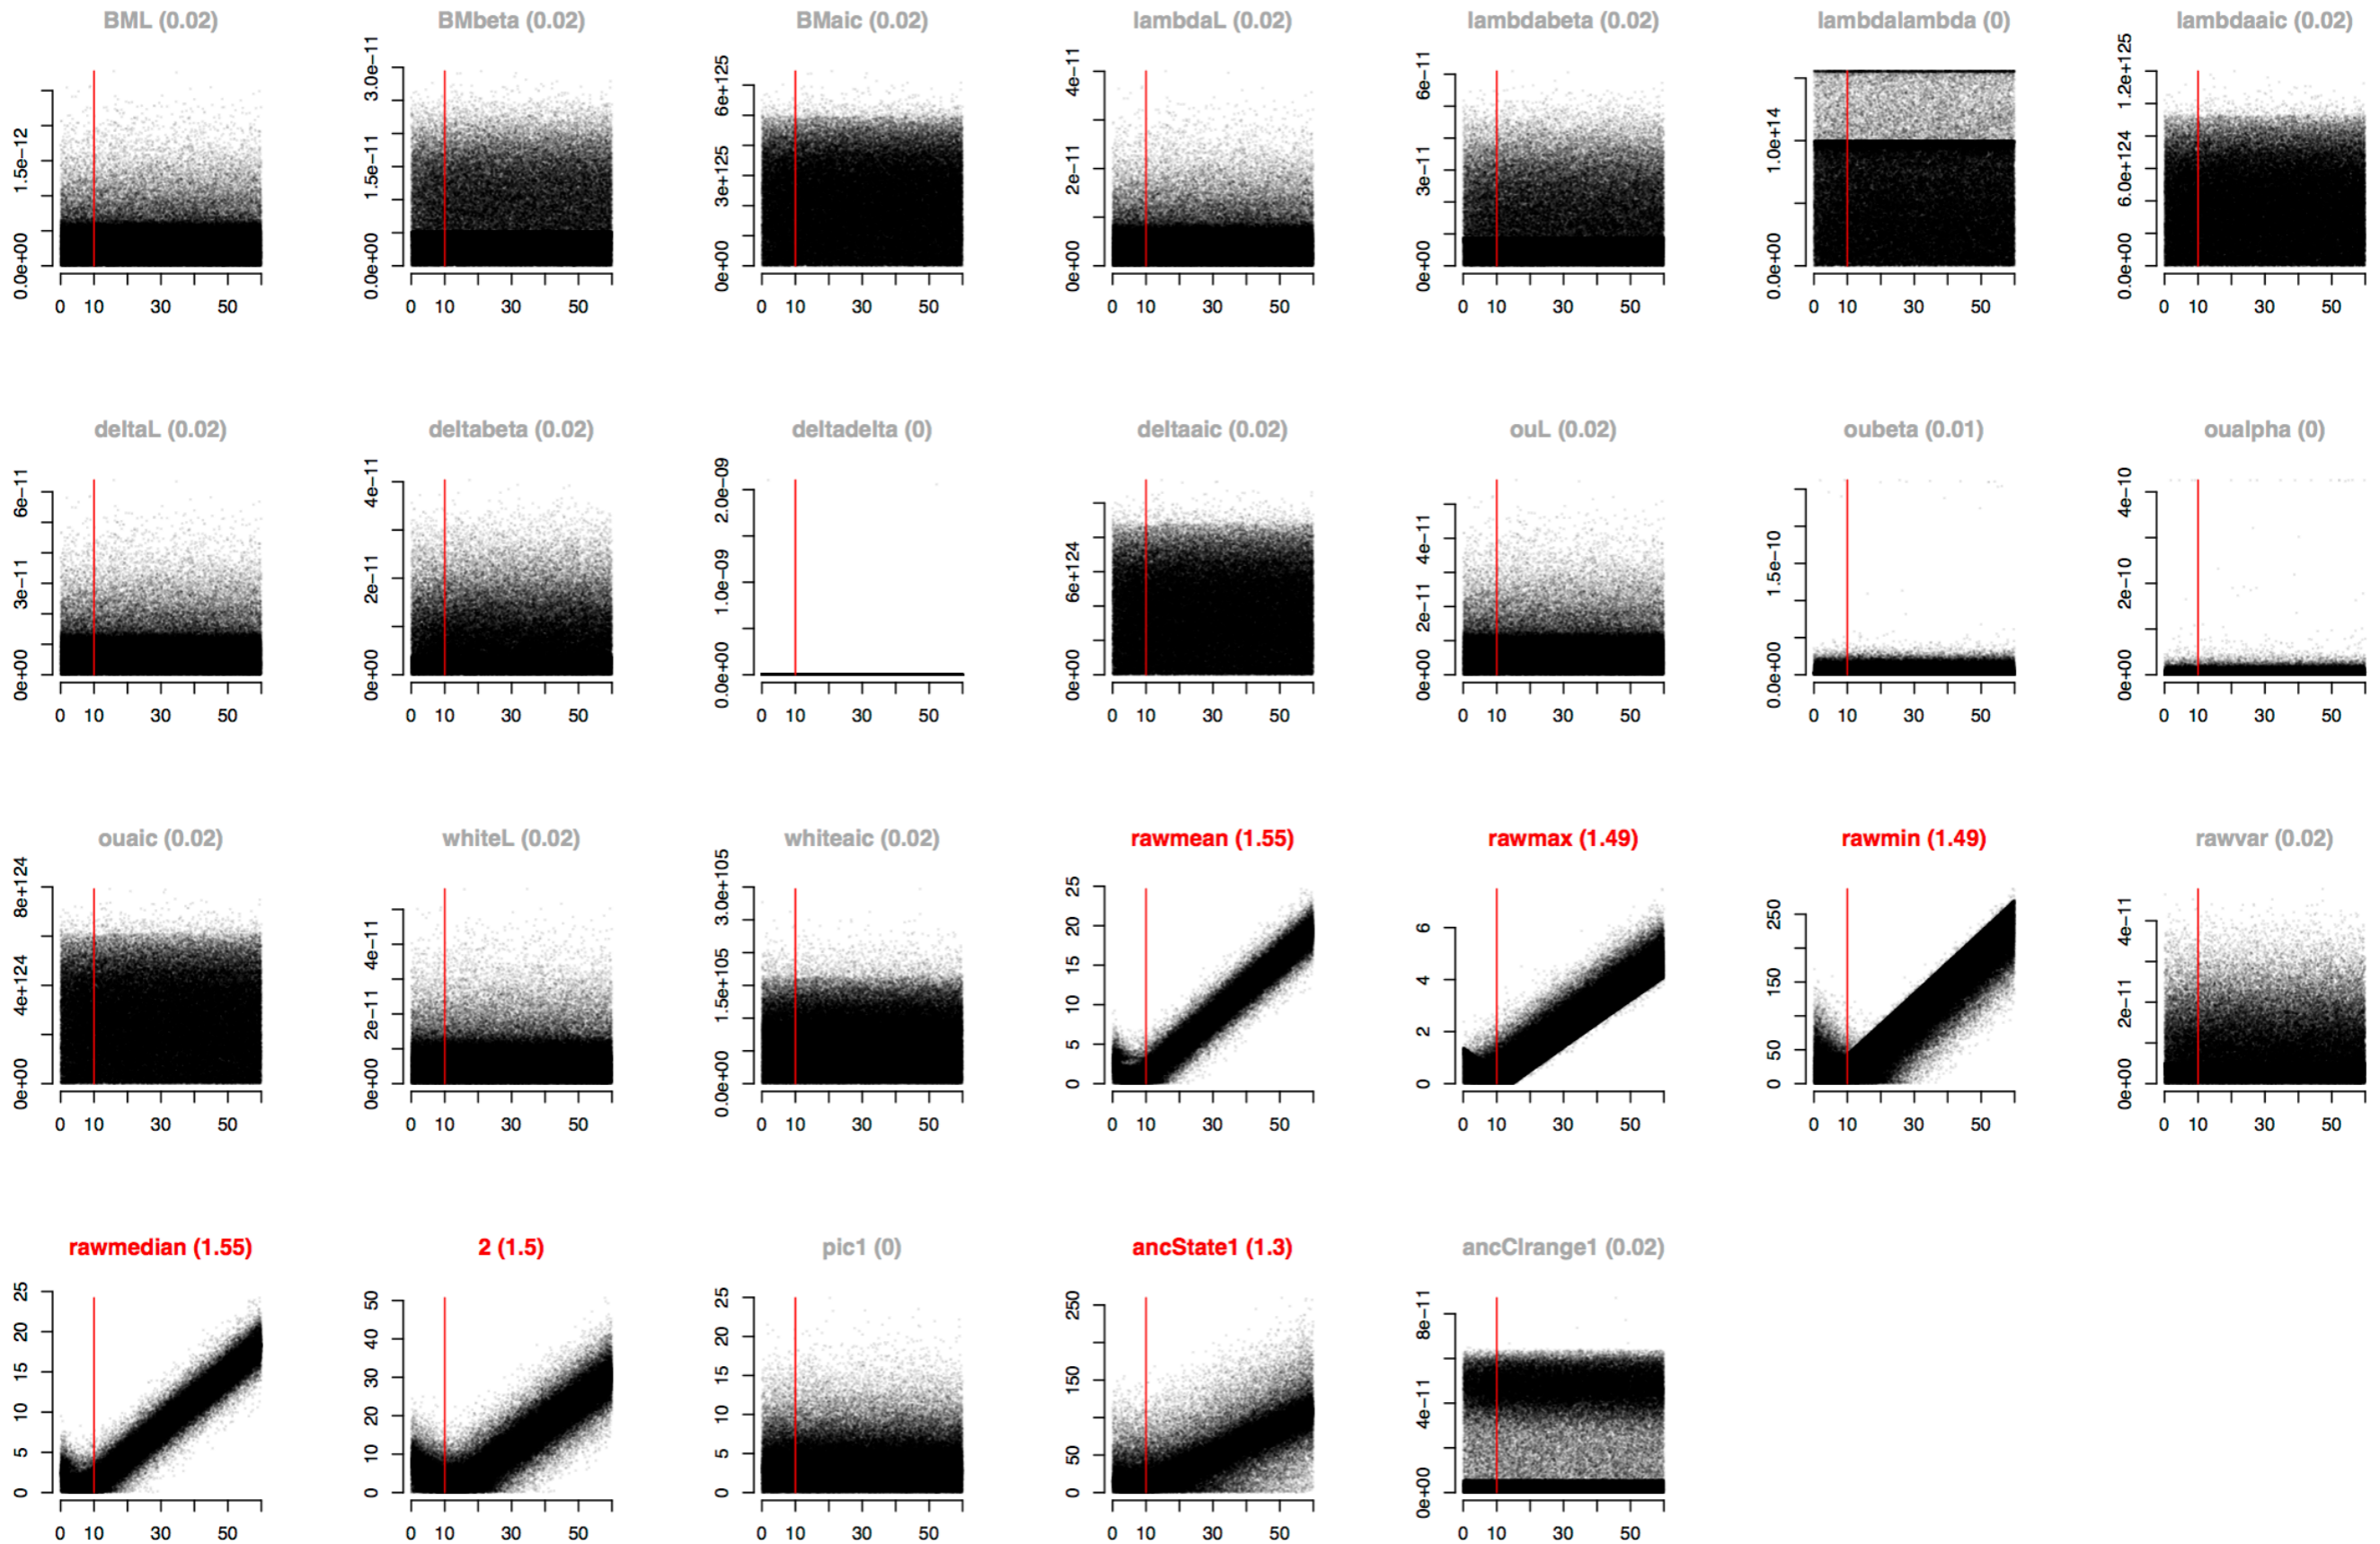 BML (0.02) BMbeta (0.02) BMaic (0.02) lambdaL (0.02) lambdabeta (0.02) lambdalambda (0) lambdaaic (0.02)
0.0e+00 1.5e−12 0.0e+00 1.5e−11 3.0e−11 0e+00 3e+125 6e+125 0e+00 2e−11 4e−11 0e+00 3e−11 6e−11 0.0e+00 1.0e+14 0.0e+00 6.0e+124 1.2e+125
0 10 30 50 0 10 30 50 0 10 30 50 0 10 30 50 0 10 30 50 0 10 30 50 0 10 30 50
deltaL (0.02) deltabeta (0.02) deltadelta (0) deltaaic (0.02) ouL (0.02) oubeta (0.01) oualpha (0)
0e+00 3e−11 6e−11 0e+00 2e−11 4e−11 0.0e+00 1.0e−09 2.0e−09 0e+00 6e+124 0e+00 2e−11 4e−11 0.0e+00 1.5e−10 0e+00 2e−10 4e−10
0 10 30 50 0 10 30 50 0 10 30 50 0 10 30 50 0 10 30 50 0 10 30 50 0 10 30 50
ouaic (0.02) whiteL (0.02) whiteaic (0.02) rawmean (1.55) rawmax (1.49) rawmin (1.49) rawvar (0.02)
0e+00 4e+124 8e+124 0e+00 2e−11 4e−11 0.0e+00 1.5e+105 3.0e+105 0 5 10 15 20 25 0 2 4 6 0 50 150 250 0e+00 2e−11 4e−11
0 10 30 50 0 10 30 50 0 10 30 50 0 10 30 50 0 10 30 50 0 10 30 50 0 10 30 50
rawmedian (1.55) 2 (1.5) pic1 (0) ancState1 (1.3) ancCIrange1 (0.02)
0 5 10 15 20 25 0 10 20 30 40 50 0 5 10 15 20 25 0 50 150 250 0e+00 4e−11 8e−11
0 10 30 50 0 10 30 50 0 10 30 50 0 10 30 50 0 10 30 50